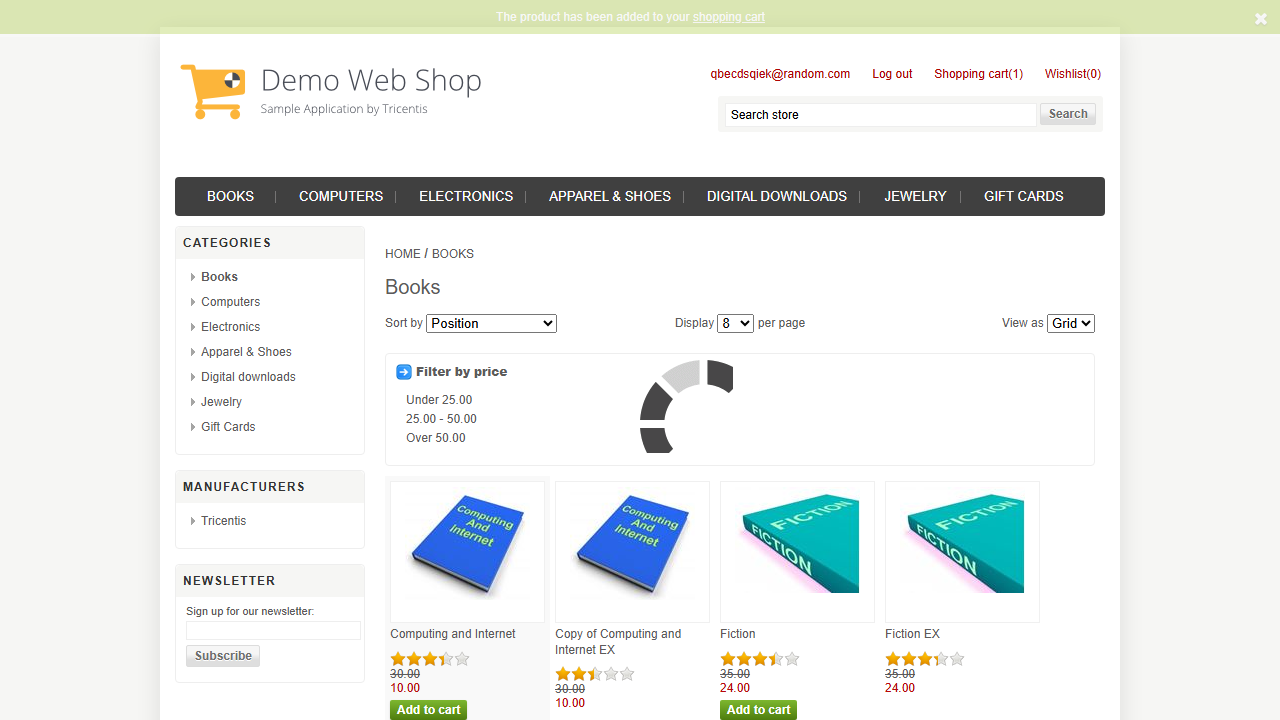 The product has been added to your shopping cart
Demo Web Shop
Sample Application by Tricentis
qbecdsqiek@random.com Log out Shopping cart(1) Wishlist(0)
Search store Search
BOOKS COMPUTERS ELECTRONICS APPAREL & SHOES DIGITAL DOWNLOADS JEWELRY GIFT CARDS
CATEGORIES
Books
Computers
Electronics
Apparel & Shoes
Digital downloads
Jewelry
Gift Cards
MANUFACTURERS
Tricentis
NEWSLETTER
Sign up for our newsletter:
Subscribe
HOME / BOOKS
Books
Sort by Position Display 8 per page View as Grid
Filter by price
Under 25.00
25.00 - 50.00
Over 50.00
Computing
And
Internet
Computing and Internet
30.00
10.00
Add to cart
Computing
And
Internet
Copy of Computing and
Internet EX
30.00
10.00
FICTION
FICTION
Fiction
35.00
24.00
Add to cart
FICTION
FICTION
Fiction EX
35.00
24.00